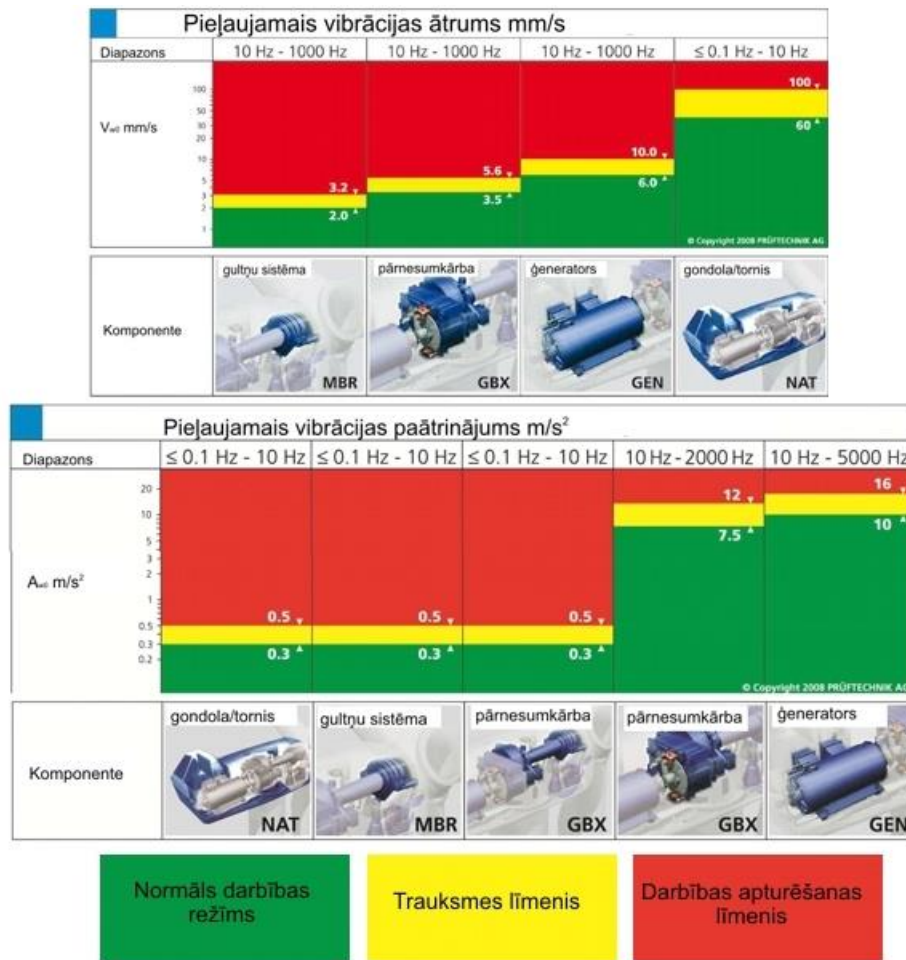 Pieļaujamais vibrācijas ātrums mm/s
Diapazons 10 Hz - 1000 Hz 10 Hz - 1000 Hz 10 Hz - 1000 Hz ≤ 0.1 Hz - 10 Hz
100 100
50
V mm/s 30 60
20
10 10.0
5 3.2 5.6 6.0
3 3.5
2 2.0
1
© Copyright 2008 PRÜFTECHNIK AG
gultņu sistēma pārnesumkārba ģenerators gondola/tornis
Komponente
MBR GBX GEN NAT
Pieļaujamais vibrācijas paātrinājums m/s²
Diapazons ≤ 0.1 Hz - 10 Hz ≤ 0.1 Hz - 10 Hz ≤ 0.1 Hz - 10 Hz 10 Hz - 2000 Hz 10 Hz - 5000 Hz
20 12 16
10 7.5 10
5
3
2
A m/s²
1
0.5 0.5 0.5 0.5
0.3 0.3 0.3 0.3
0.2
© Copyright 2008 PRÜFTECHNIK AG
gondola/tornis gultņu sistēma pārnesumkārba pārnesumkārba ģenerators
Komponente
NAT MBR GBX GBX GEN
Normāls darbības
režīms
Trauksmes līmenis
Darbības apturēšanas
līmenis